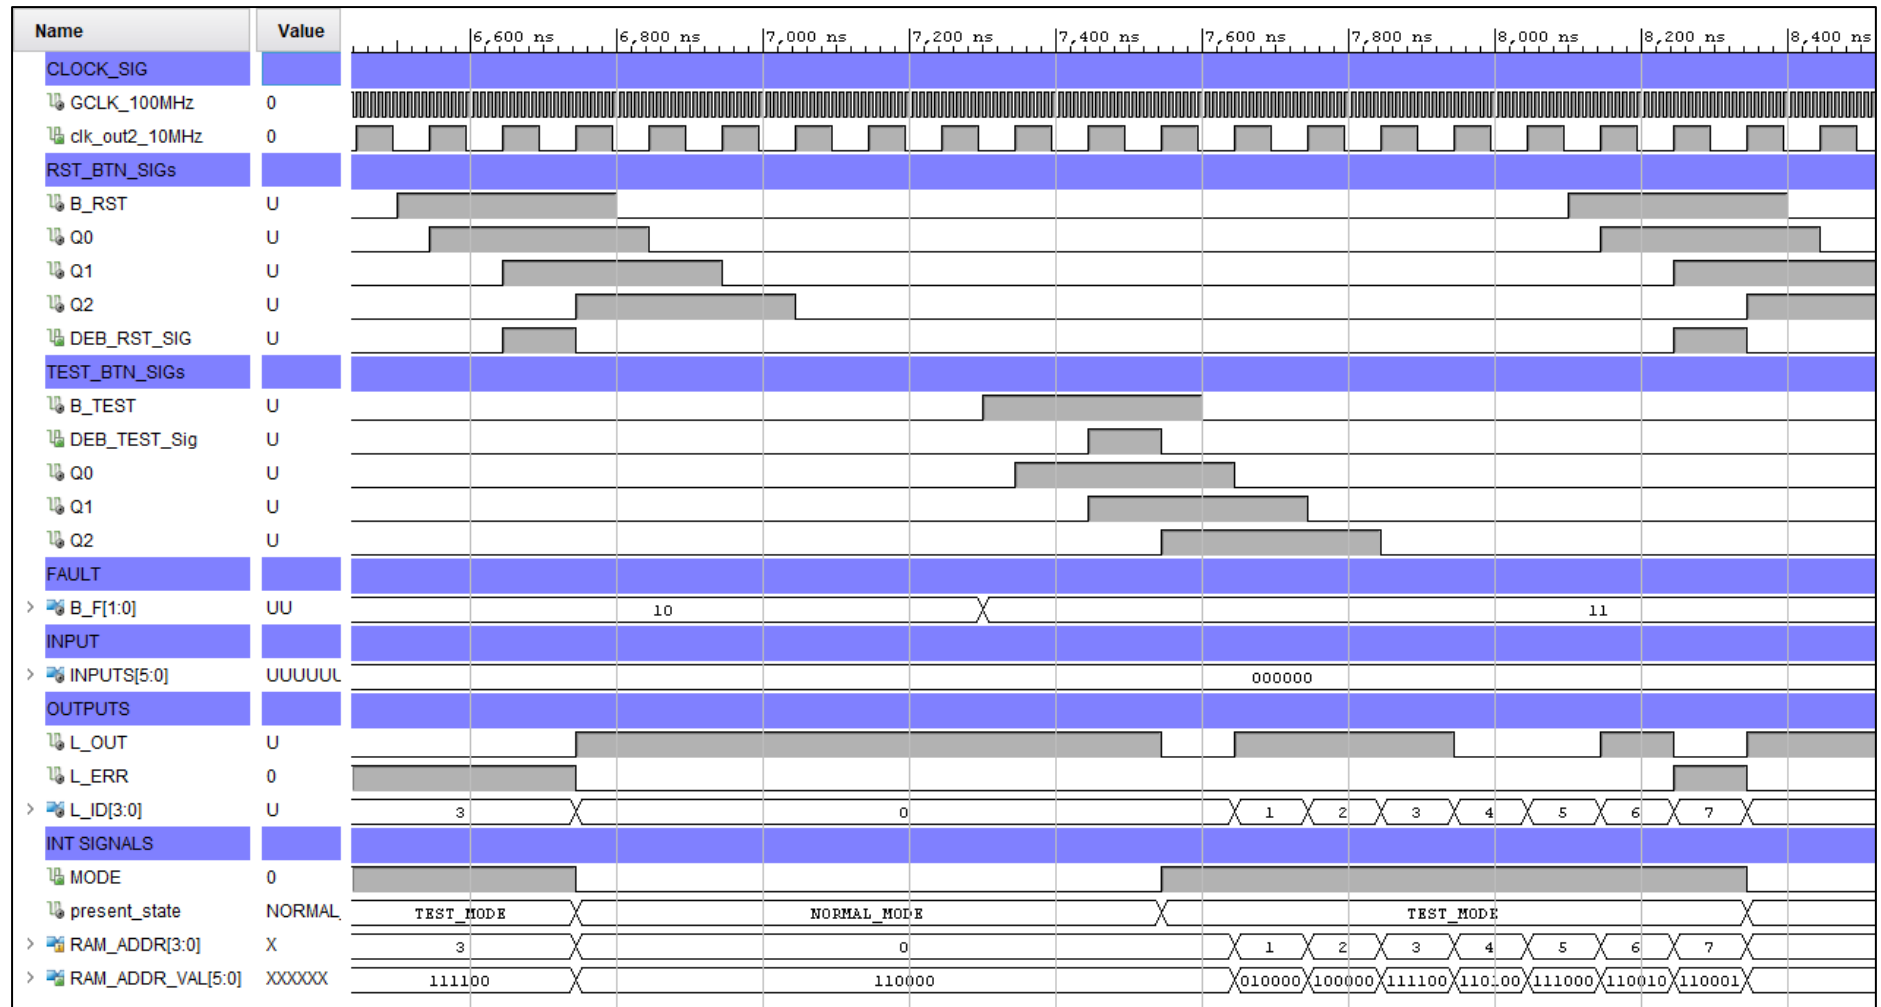 Name Value 6,600 ns 6,800 ns 7,000 ns 7,200 ns 7,400 ns 7,600 ns 7,800 ns 8,000 ns 8,200 ns 8,400 ns
CLOCK_SIG
GCLK_100MHz 0
clk_out2_10MHz 0
RST_BTN_SIGs
B_RST U
Q0 U
Q1 U
Q2 U
DEB_RST_SIG U
TEST_BTN_SIGs
B_TEST U
DEB_TEST_Sig U
Q0 U
Q1 U
Q2 U
FAULT
B_F[1:0] UU 10 11
INPUT
INPUTS[5:0] UUUUUU 000000
OUTPUTS
L_OUT U
L_ERR 0
L_ID[3:0] U 3 0 1 2 3 4 5 6 7
INT SIGNALS
MODE 0
present_state NORMAL_ TEST_MODE NORMAL_MODE TEST_MODE
RAM_ADDR[3:0] X 3 0 1 2 3 4 5 6 7
RAM_ADDR_VAL[5:0] XXXXXX 111100 110000 010000 100000 111100 110100 111000 110010 110001